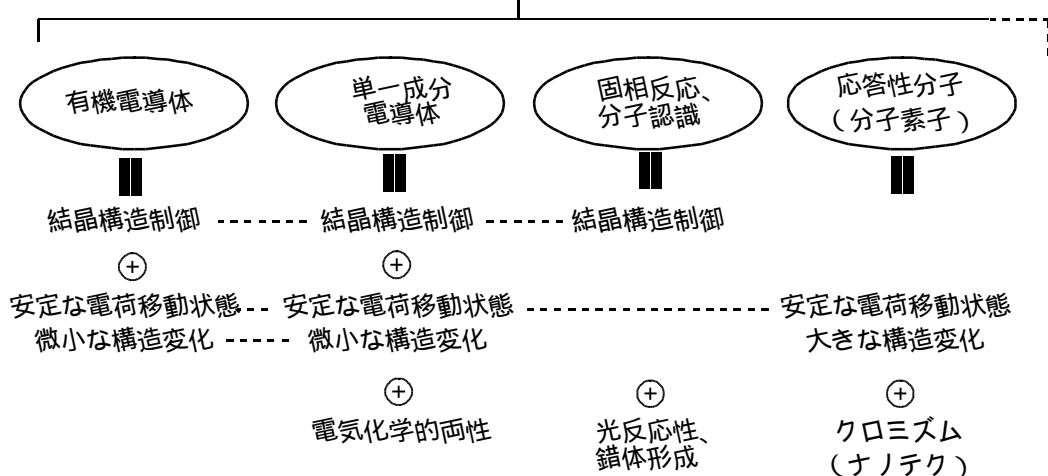 有機電導体
単一成分
電導体
固相反応、
分子認識
応答性分子
(分子素子)
結晶構造制御
結晶構造制御
結晶構造制御
+
+
安定な電荷移動状態
微小な構造変化
安定な電荷移動状態
微小な構造変化
安定な電荷移動状態
大きな構造変化
+
+
+
電気化学的両性
光反応性、
錯体形成
クロミズム
(ナノテク)